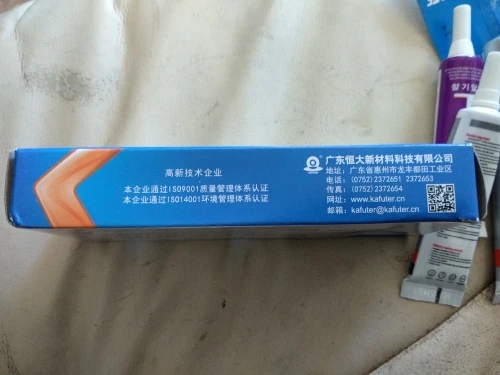 高新技术企业
本企业通过ISO9001质量管理体系认证
本企业通过ISO14001环境管理体系认证
广东恒大新材料科技有限公司
地址：广东省惠州市龙丰都田工业区
电话：(0752)2372651 2372653
传真：(0752)2372654
网址：www.kafuter.cn
邮箱：kafuter@kafuter.cn